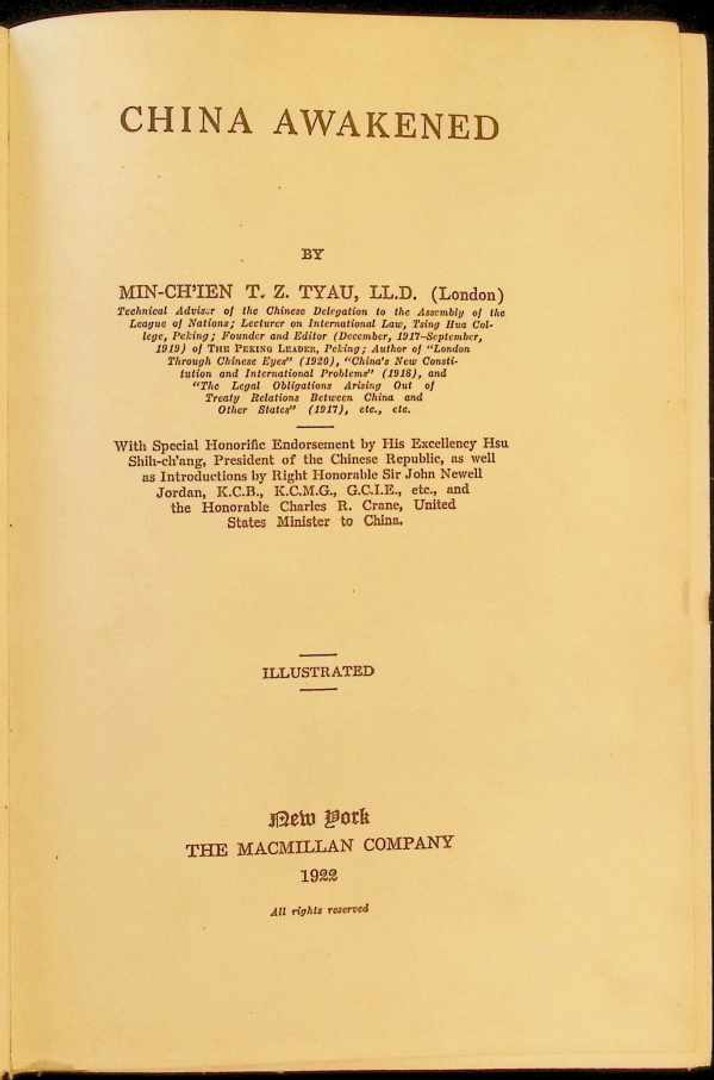 CHINA AWAKENED
BY
MIN-CH'IEN T. Z. TYAU, LL.D. (London)
Technical Adviser of the Chinese Delegation to the Assembly of the
League of Nations; Lecturer on International Law, Tsing Hua Col-
lege, Peking; Founder and Editor (December, 1917-September,
1919) of THE PEKING LEADER, Peking; Author of "London
Through Chinese Eyes" (1920), "China's New Consti-
tution and International Problems" (1918), and
"The Legal Obligations Arising Out of
Treaty Relations Between China and
Other States" (1917), etc., etc.
With Special Honorific Endorsement by His Excellency Hsu
Shih-ch'ang, President of the Chinese Republic, as well
as Introductions by Right Honorable Sir John Newell
Jordan, K.C.B., K.C.M.G., G.C.I.E., etc., and
the Honorable Charles R. Crane, United
States Minister to China.
ILLUSTRATED
New York
THE MACMILLAN COMPANY
1922
All rights reserved